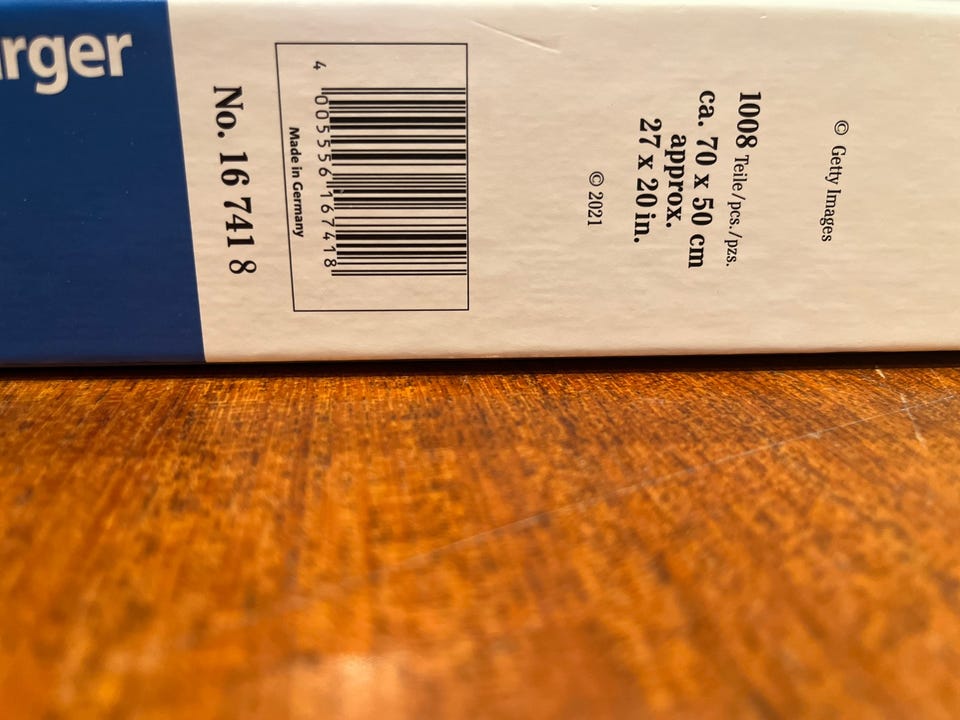 © Getty Images
1008 Teile/pcs./pzs.
ca. 70 x 50 cm
approx.
27 x 20 in.
© 2021
4 005556 167418
Made in Germany
No. 16 741 8
rger